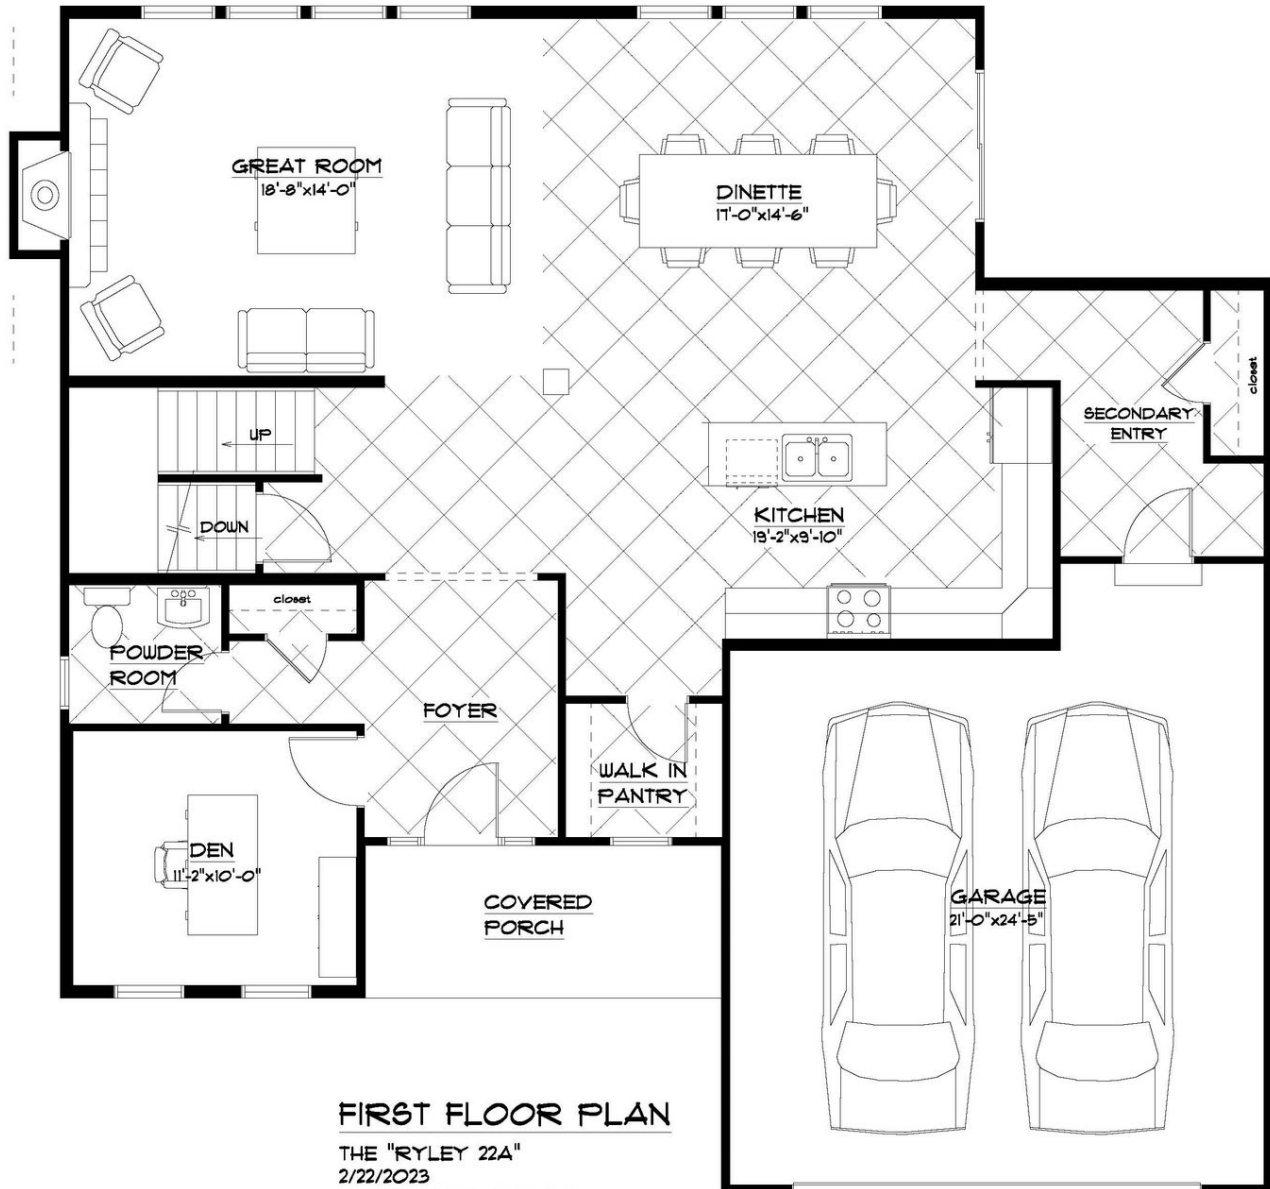 GREAT ROOM
18'-8"x14'-0"
DINETTE
17'-0"x14'-6"
closet
SECONDARY
ENTRY
UP
DOWN
KITCHEN
19'-2"x9'-10"
closet
POWDER
ROOM
FOYER
WALK IN
PANTRY
DEN
11'-2"x10'-0"
COVERED
PORCH
GARAGE
21'-0"x24'-5"
FIRST FLOOR PLAN
THE "RYLEY 22A"
2/22/2023